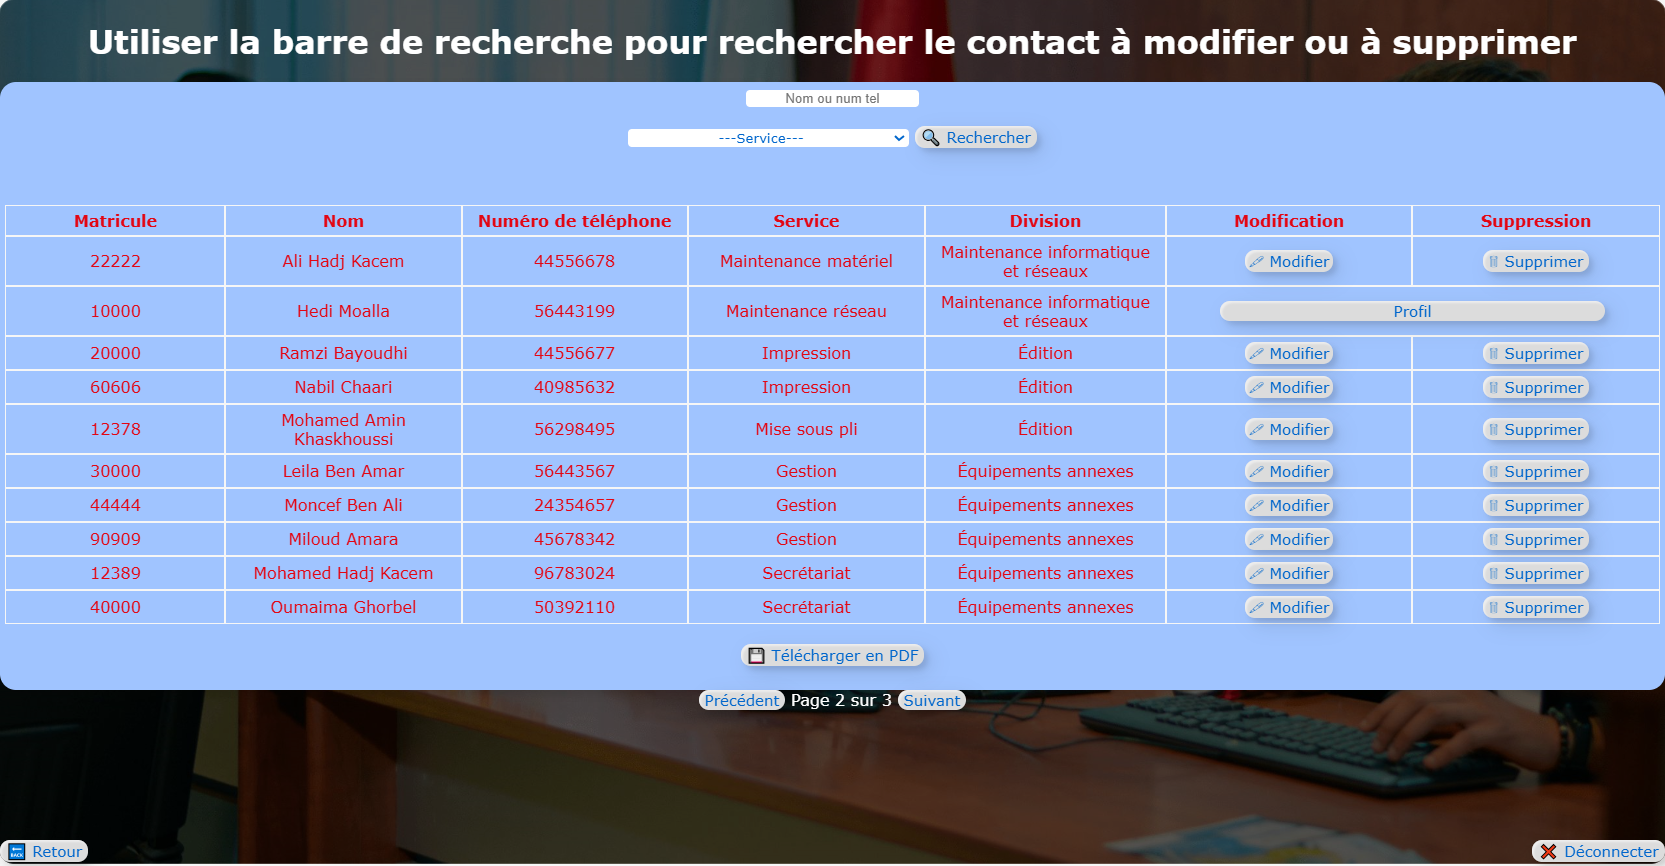 Utiliser la barre de recherche pour rechercher le contact à modifier ou à supprimer
Nom ou num tel
---Service--- Rechercher
Matricule Nom Numéro de téléphone Service Division Modification Suppression
22222 Ali Hadj Kacem 44556678 Maintenance matériel Maintenance informatique et réseaux Modifier Supprimer
10000 Hedi Moalla 56443199 Maintenance réseau Maintenance informatique et réseaux Profil
20000 Ramzi Bayoudhi 44556677 Impression Édition Modifier Supprimer
60606 Nabil Chaari 40985632 Impression Édition Modifier Supprimer
12378 Mohamed Amin Khaskhoussi 56298495 Mise sous pli Édition Modifier Supprimer
30000 Leila Ben Amar 56443567 Gestion Équipements annexes Modifier Supprimer
44444 Moncef Ben Ali 24354657 Gestion Équipements annexes Modifier Supprimer
90909 Miloud Amara 45678342 Gestion Équipements annexes Modifier Supprimer
12389 Mohamed Hadj Kacem 96783024 Secrétariat Équipements annexes Modifier Supprimer
40000 Oumaima Ghorbel 50392110 Secrétariat Équipements annexes Modifier Supprimer
Télécharger en PDF
Précédent Page 2 sur 3 Suivant
BACK Retour Déconnecter